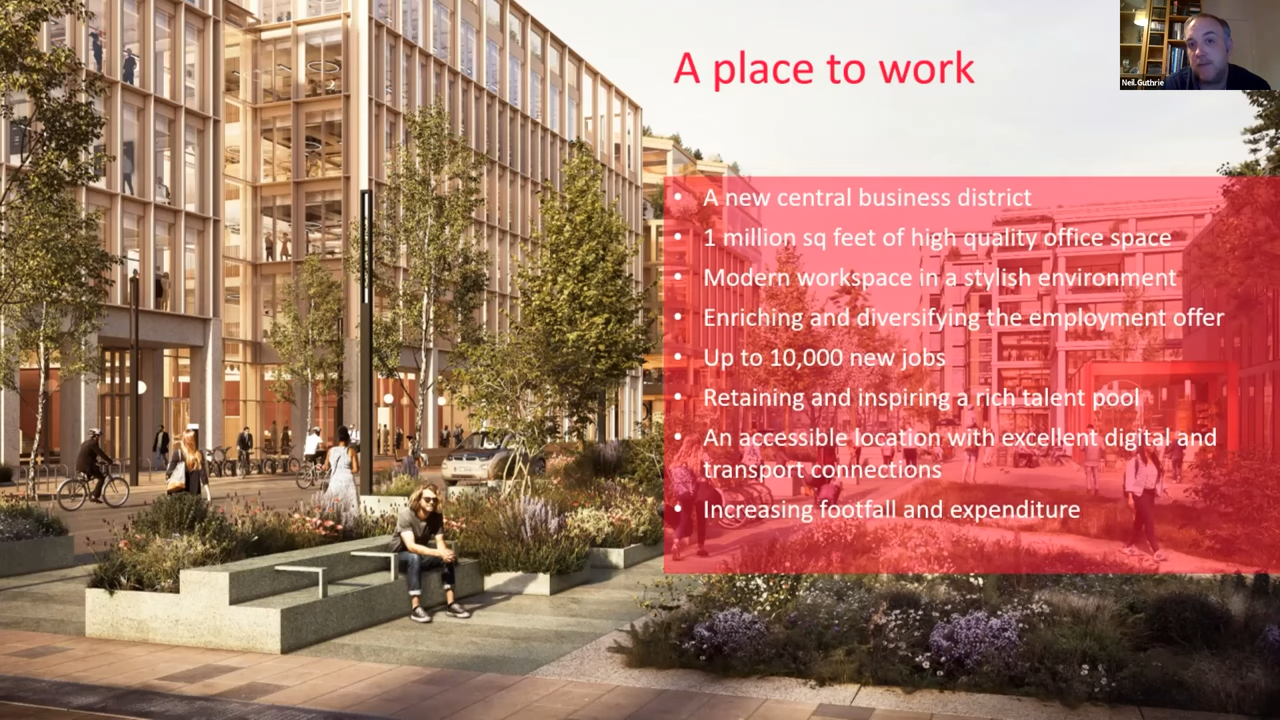 A place to work
Neil.Guthrie
• A new central business district
• 1 million sq feet of high quality office space
• Modern workspace in a stylish environment
• Enriching and diversifying the employment offer
• Up to 10,000 new jobs
• Retaining and inspiring a rich talent pool
• An accessible location with excellent digital and
transport connections
• Increasing footfall and expenditure